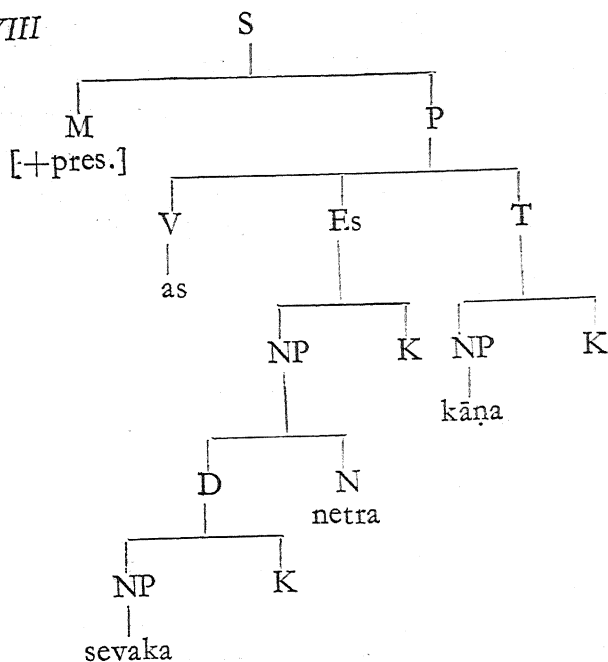 VIII
S
M P
[+pres.]
V Es T
as
NP K NP K
kāṇa
D N
netra
NP K
sevaka